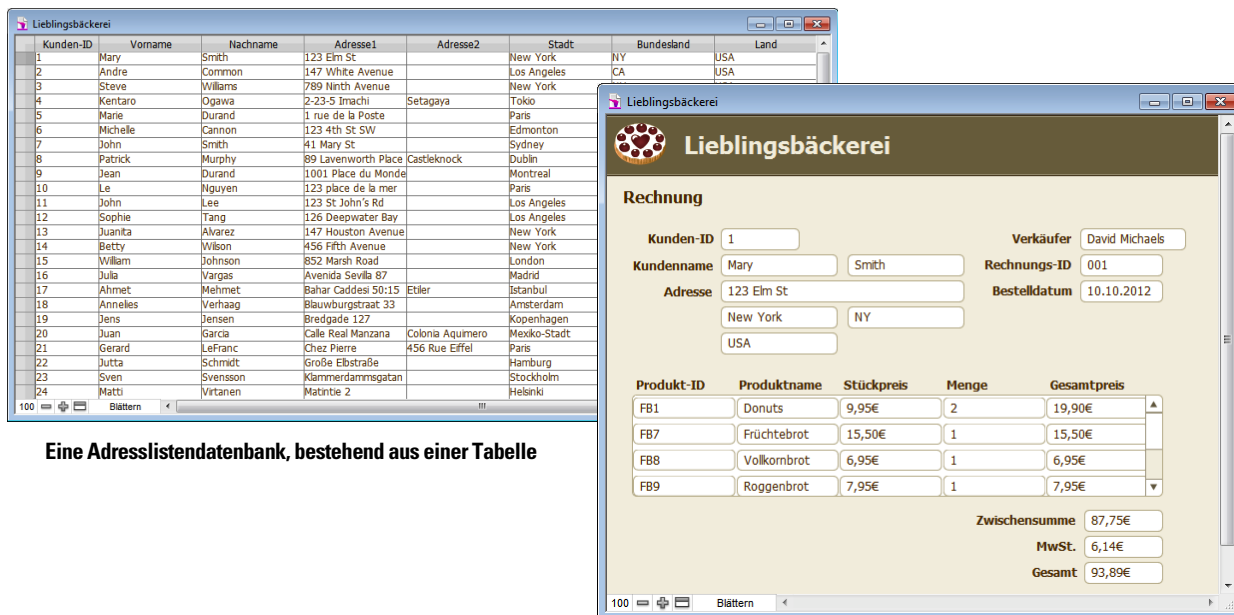 Lieblingsbäckerei
Kunden-ID Vorname Nachname Adresse1 Adresse2 Stadt Bundesland Land
1 Mary Smith 123 Elm St New York NY USA
2 Andre Common 147 White Avenue Los Angeles CA USA
3 Steve Williams 789 Ninth Avenue New York
4 Kentaro Ogawa 2-23-5 Imachi Setagaya Tokio
5 Marie Durand 1 rue de la Poste Paris
6 Michelle Cannon 123 4th St SW Edmonton
7 John Smith 41 Mary St Sydney
8 Patrick Murphy 89 Lavenworth Place Castleknock Dublin
9 Jean Durand 1001 Place du Monde Montreal
10 Le Nguyen 123 place de la mer Paris
11 John Lee 123 St John's Rd Los Angeles
12 Sophie Tang 126 Deepwater Bay Los Angeles
13 Juanita Alvarez 147 Houston Avenue New York
14 Betty Wilson 456 Fifth Avenue New York
15 William Johnson 852 Marsh Road London
16 Julia Vargas Avenida Sevilla 87 Madrid
17 Ahmet Mehmet Bahar Caddesi 50:15 Etiler Istanbul
18 Annelies Verhaag Blauwburgstraat 33 Amsterdam
19 Jens Jensen Bredgade 127 Kopenhagen
20 Juan Garcia Calle Real Manzana Colonia Aquimero Mexiko-Stadt
21 Gerard LeFranc Chez Pierre 456 Rue Eiffel Paris
22 Jutta Schmidt Große Elbstraße Hamburg
23 Sven Svensson Klammerdammsgatan Stockholm
24 Matti Virtanen Matintie 2 Helsinki
100 Blättern
Eine Adresslistendatenbank, bestehend aus einer Tabelle
Lieblingsbäckerei
Lieblingsbäckerei
Rechnung
Kunden-ID 1 Verkäufer David Michaels
Kundenname Mary Smith Rechnungs-ID 001
Adresse 123 Elm St Bestelldatum 10.10.2012
New York NY
USA
Produkt-ID Produktname Stückpreis Menge Gesamtpreis
FB1 Donuts 9,95€ 2 19,90€
FB7 Früchtebrot 15,50€ 1 15,50€
FB8 Vollkornbrot 6,95€ 1 6,95€
FB9 Roggenbrot 7,95€ 1 7,95€
Zwischensumme 87,75€
MwSt. 6,14€
Gesamt 93,89€
100 Blättern